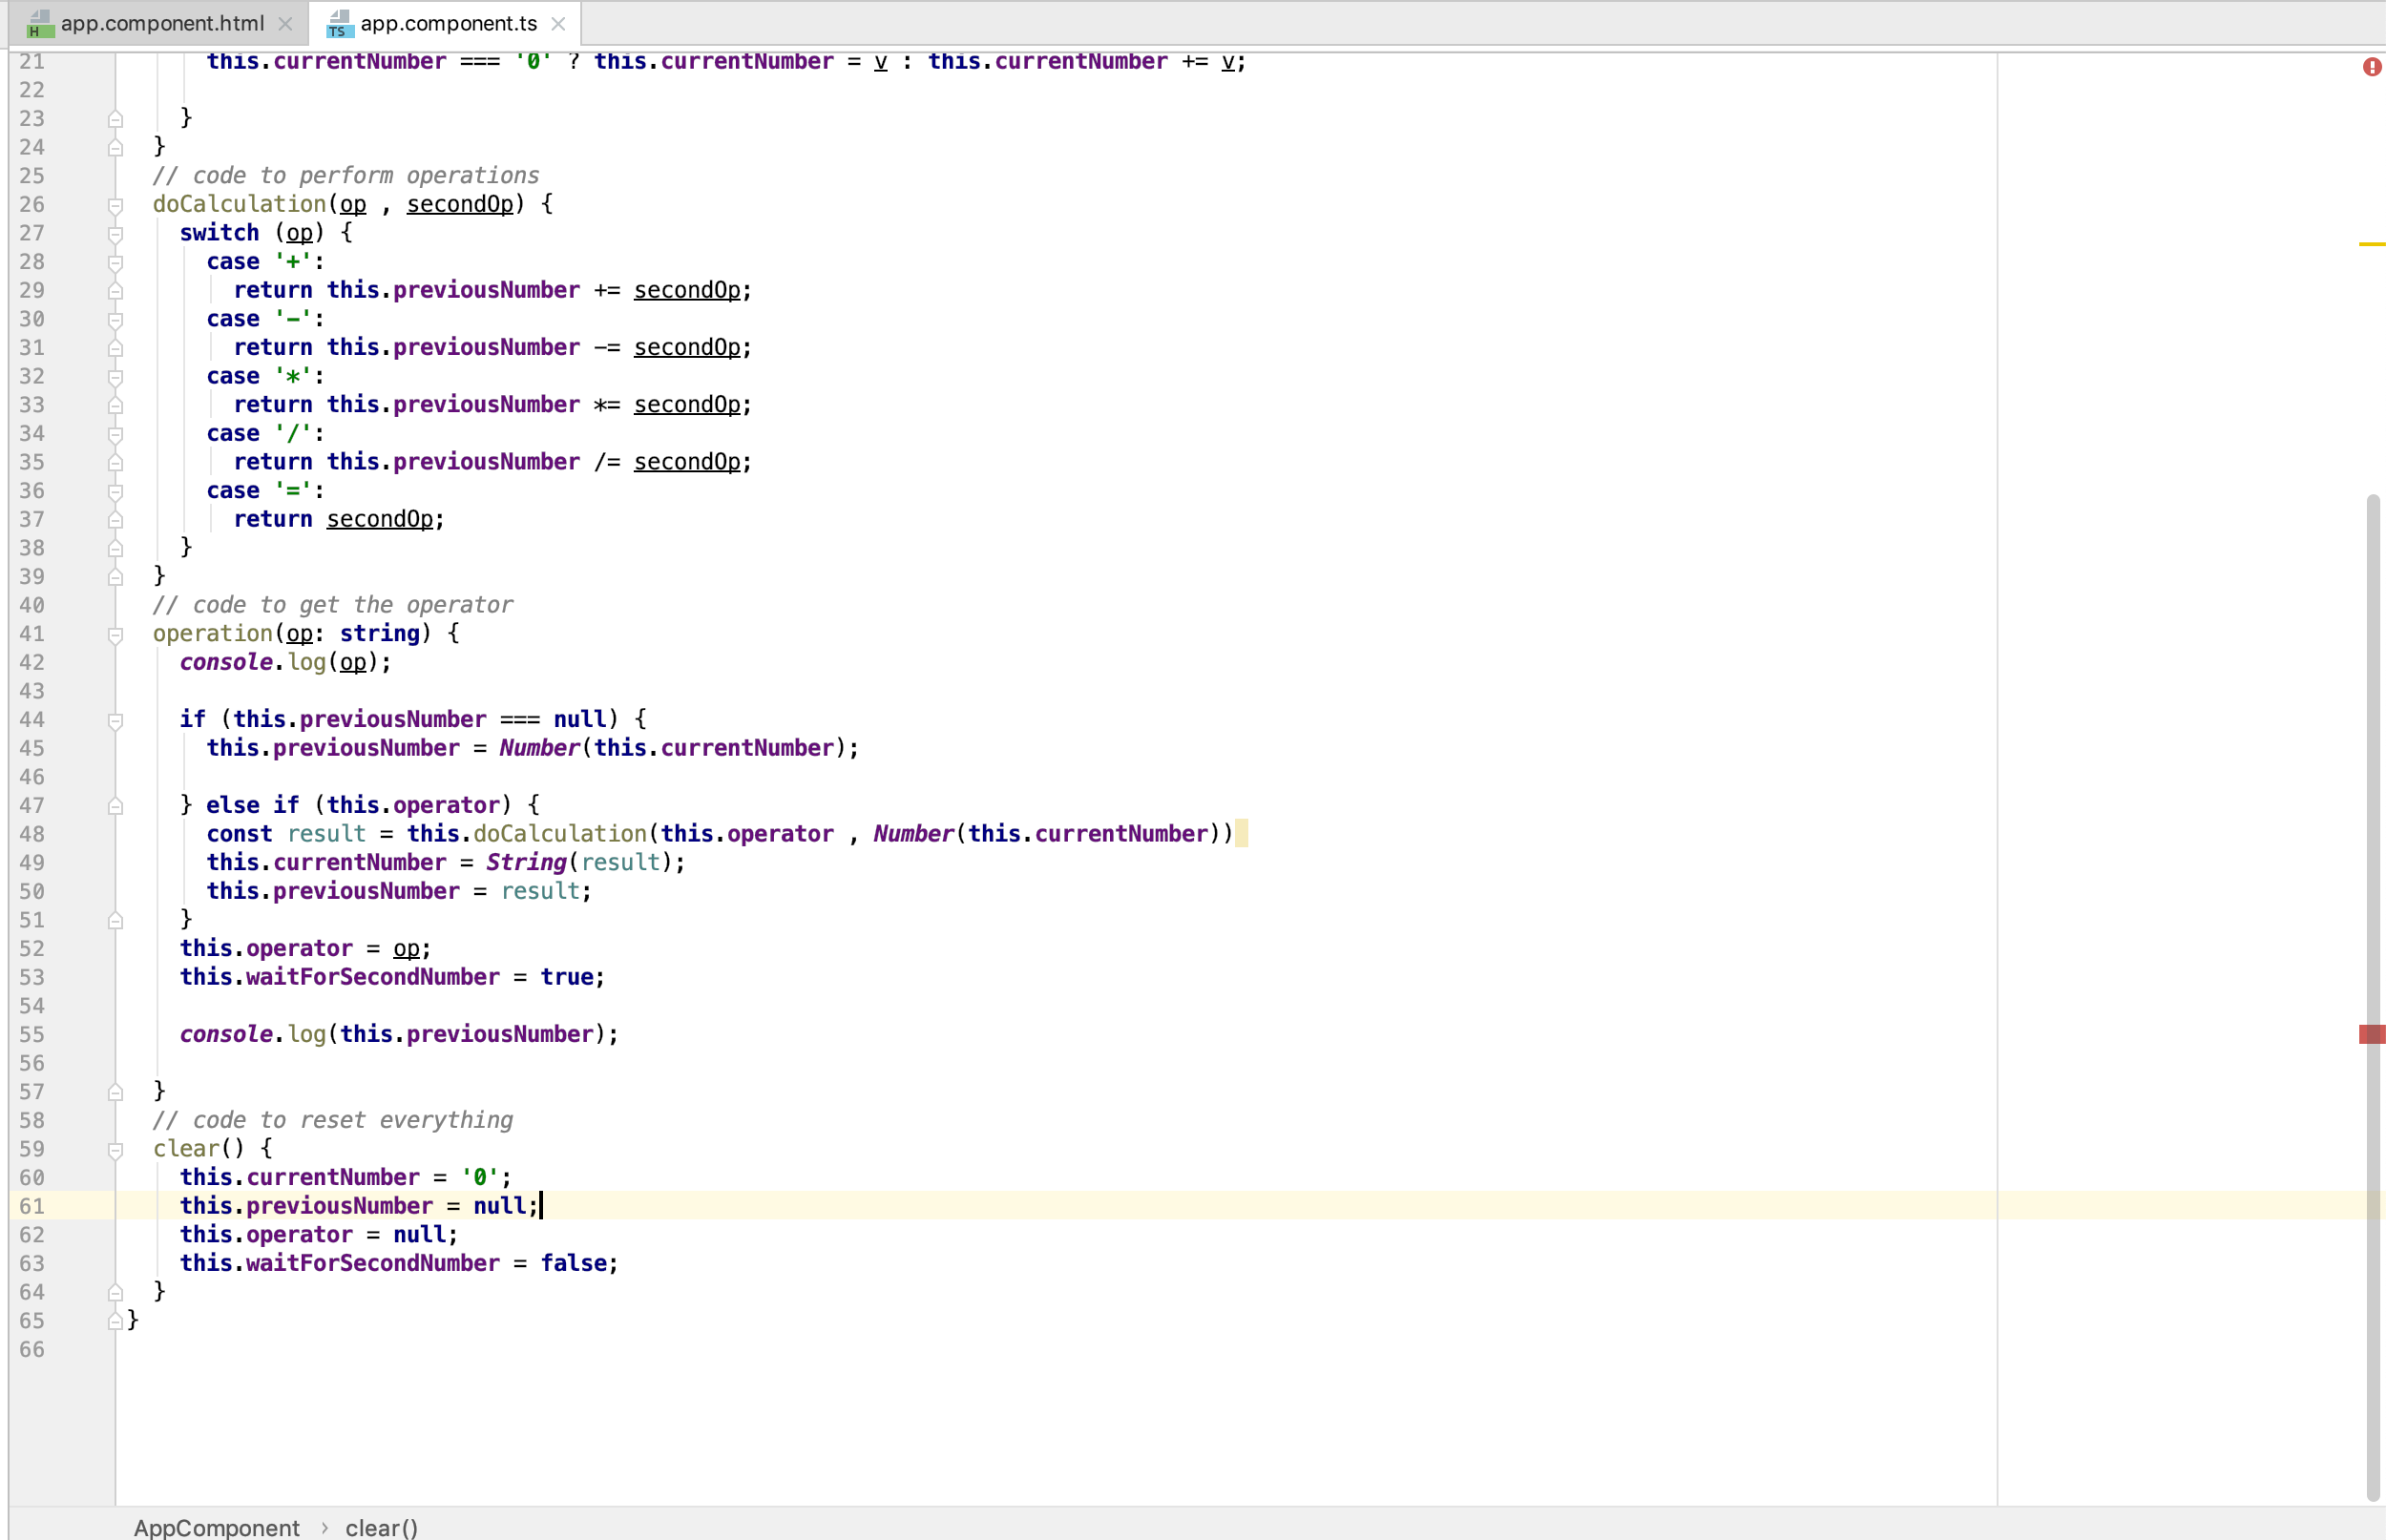 app.component.html app.component.ts
21 this.currentNumber === '0' ? this.currentNumber = v : this.currentNumber += v;
22
23 }
24 }
25 // code to perform operations
26 doCalculation(op , secondOp) {
27 switch (op) {
28 case '+':
29 return this.previousNumber += secondOp;
30 case '-':
31 return this.previousNumber -= secondOp;
32 case '*':
33 return this.previousNumber *= secondOp;
34 case '/':
35 return this.previousNumber /= secondOp;
36 case '=':
37 return secondOp;
38 }
39 }
40 // code to get the operator
41 operation(op: string) {
42 console.log(op);
43
44 if (this.previousNumber === null) {
45 this.previousNumber = Number(this.currentNumber);
46
47 } else if (this.operator) {
48 const result = this.doCalculation(this.operator , Number(this.currentNumber))
49 this.currentNumber = String(result);
50 this.previousNumber = result;
51 }
52 this.operator = op;
53 this.waitForSecondNumber = true;
54
55 console.log(this.previousNumber);
56
57 }
58 // code to reset everything
59 clear() {
60 this.currentNumber = '0';
61 this.previousNumber = null;
62 this.operator = null;
63 this.waitForSecondNumber = false;
64 }
65 }
66
AppComponent › clear()